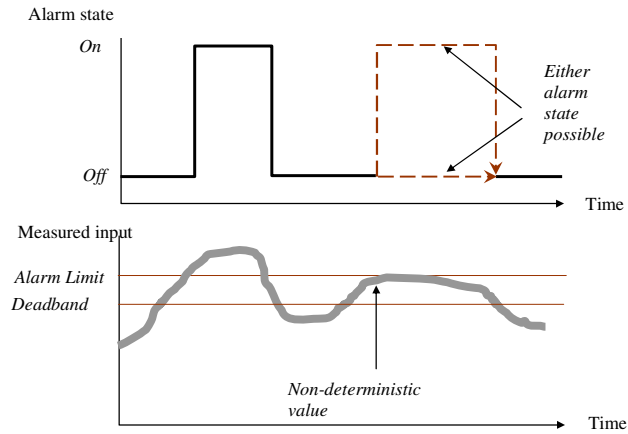 Alarm state
On
Either
alarm
state
possible
Off
Time
Measured input
Alarm Limit
Deadband
Non-deterministic
value
Time